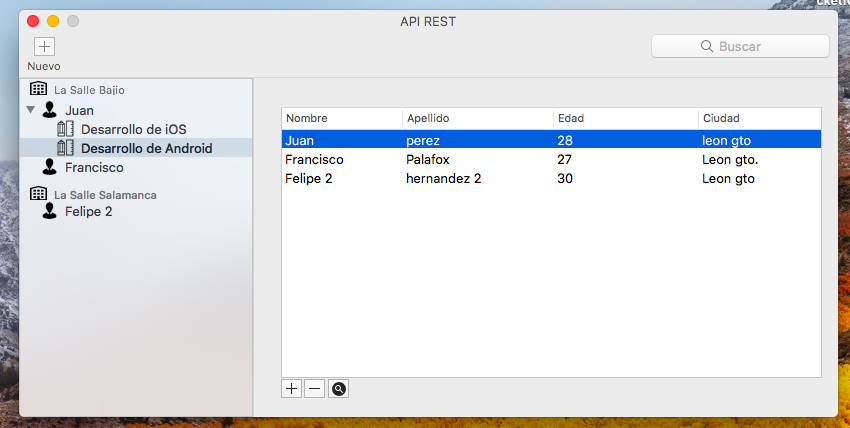 API REST
Nuevo
Buscar
La Salle Bajio
Juan
Desarrollo de iOS
Desarrollo de Android
Francisco
La Salle Salamanca
Felipe 2
Nombre Apellido Edad Ciudad
Juan perez 28 leon gto
Francisco Palafox 27 Leon gto.
Felipe 2 hernandez 2 30 Leon gto